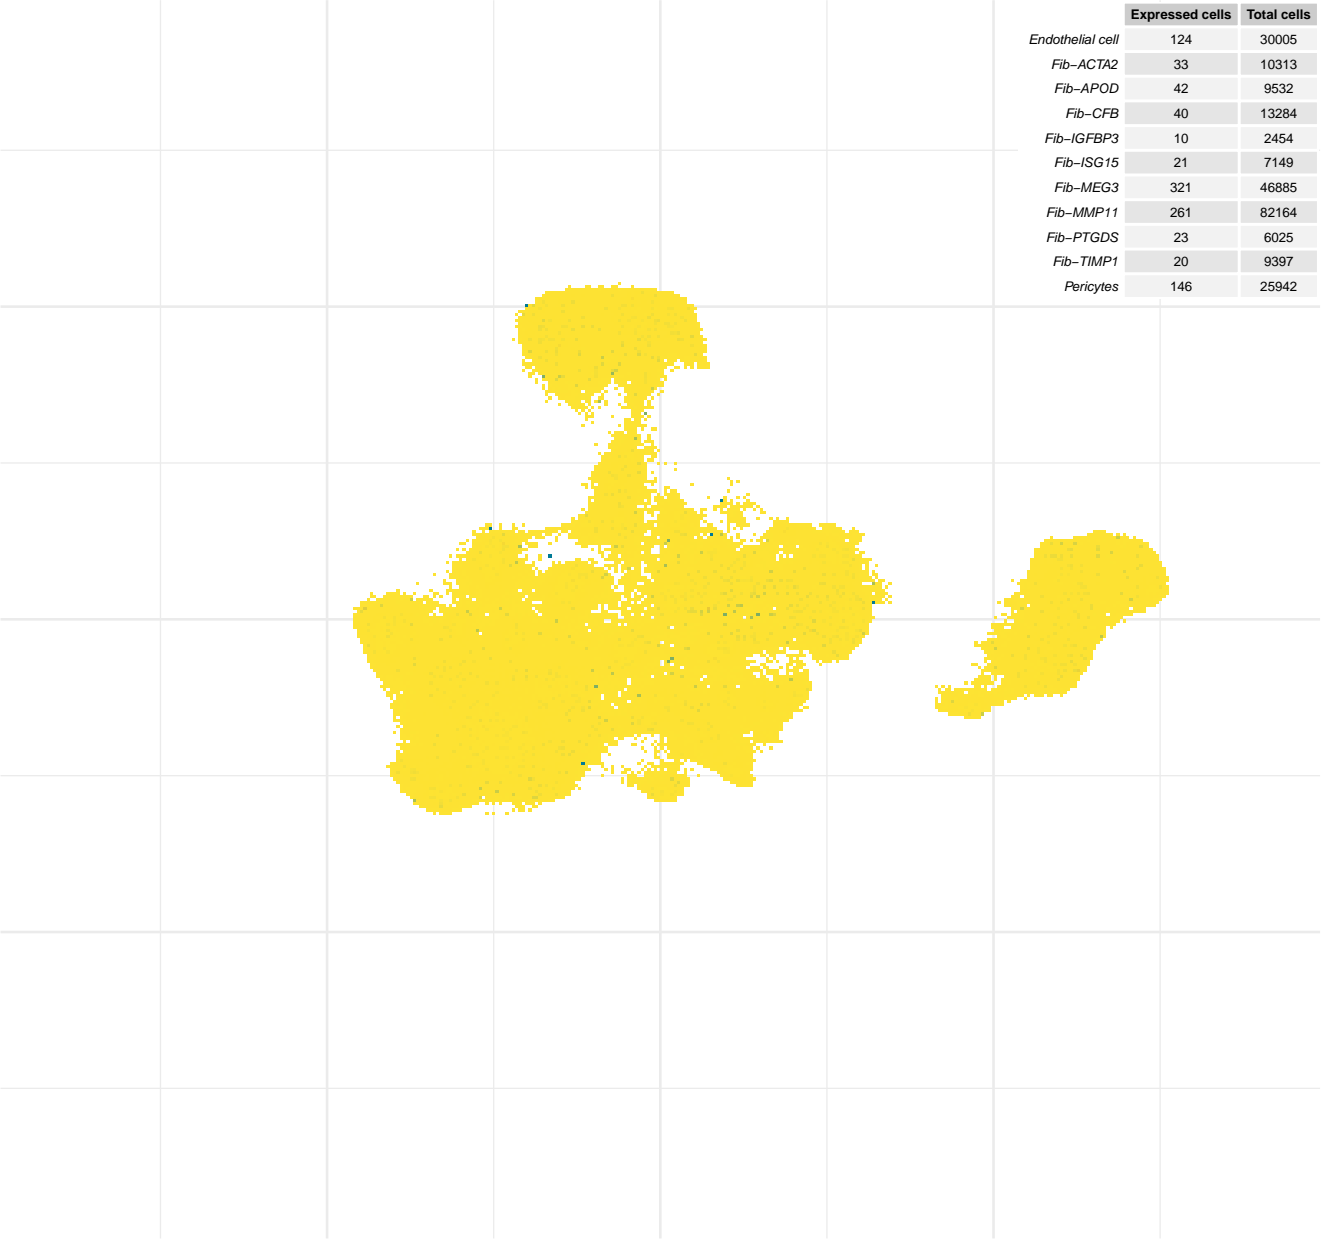 Expressed cells Total cells
Endothelial cell 124 30005
Fib−ACTA2 33 10313
Fib−APOD 42 9532
Fib−CFB 40 13284
Fib−IGFBP3 10 2454
Fib−ISG15 21 7149
Fib−MEG3 321 46885
Fib−MMP11 261 82164
Fib−PTGDS 23 6025
Fib−TIMP1 20 9397
Pericytes 146 25942